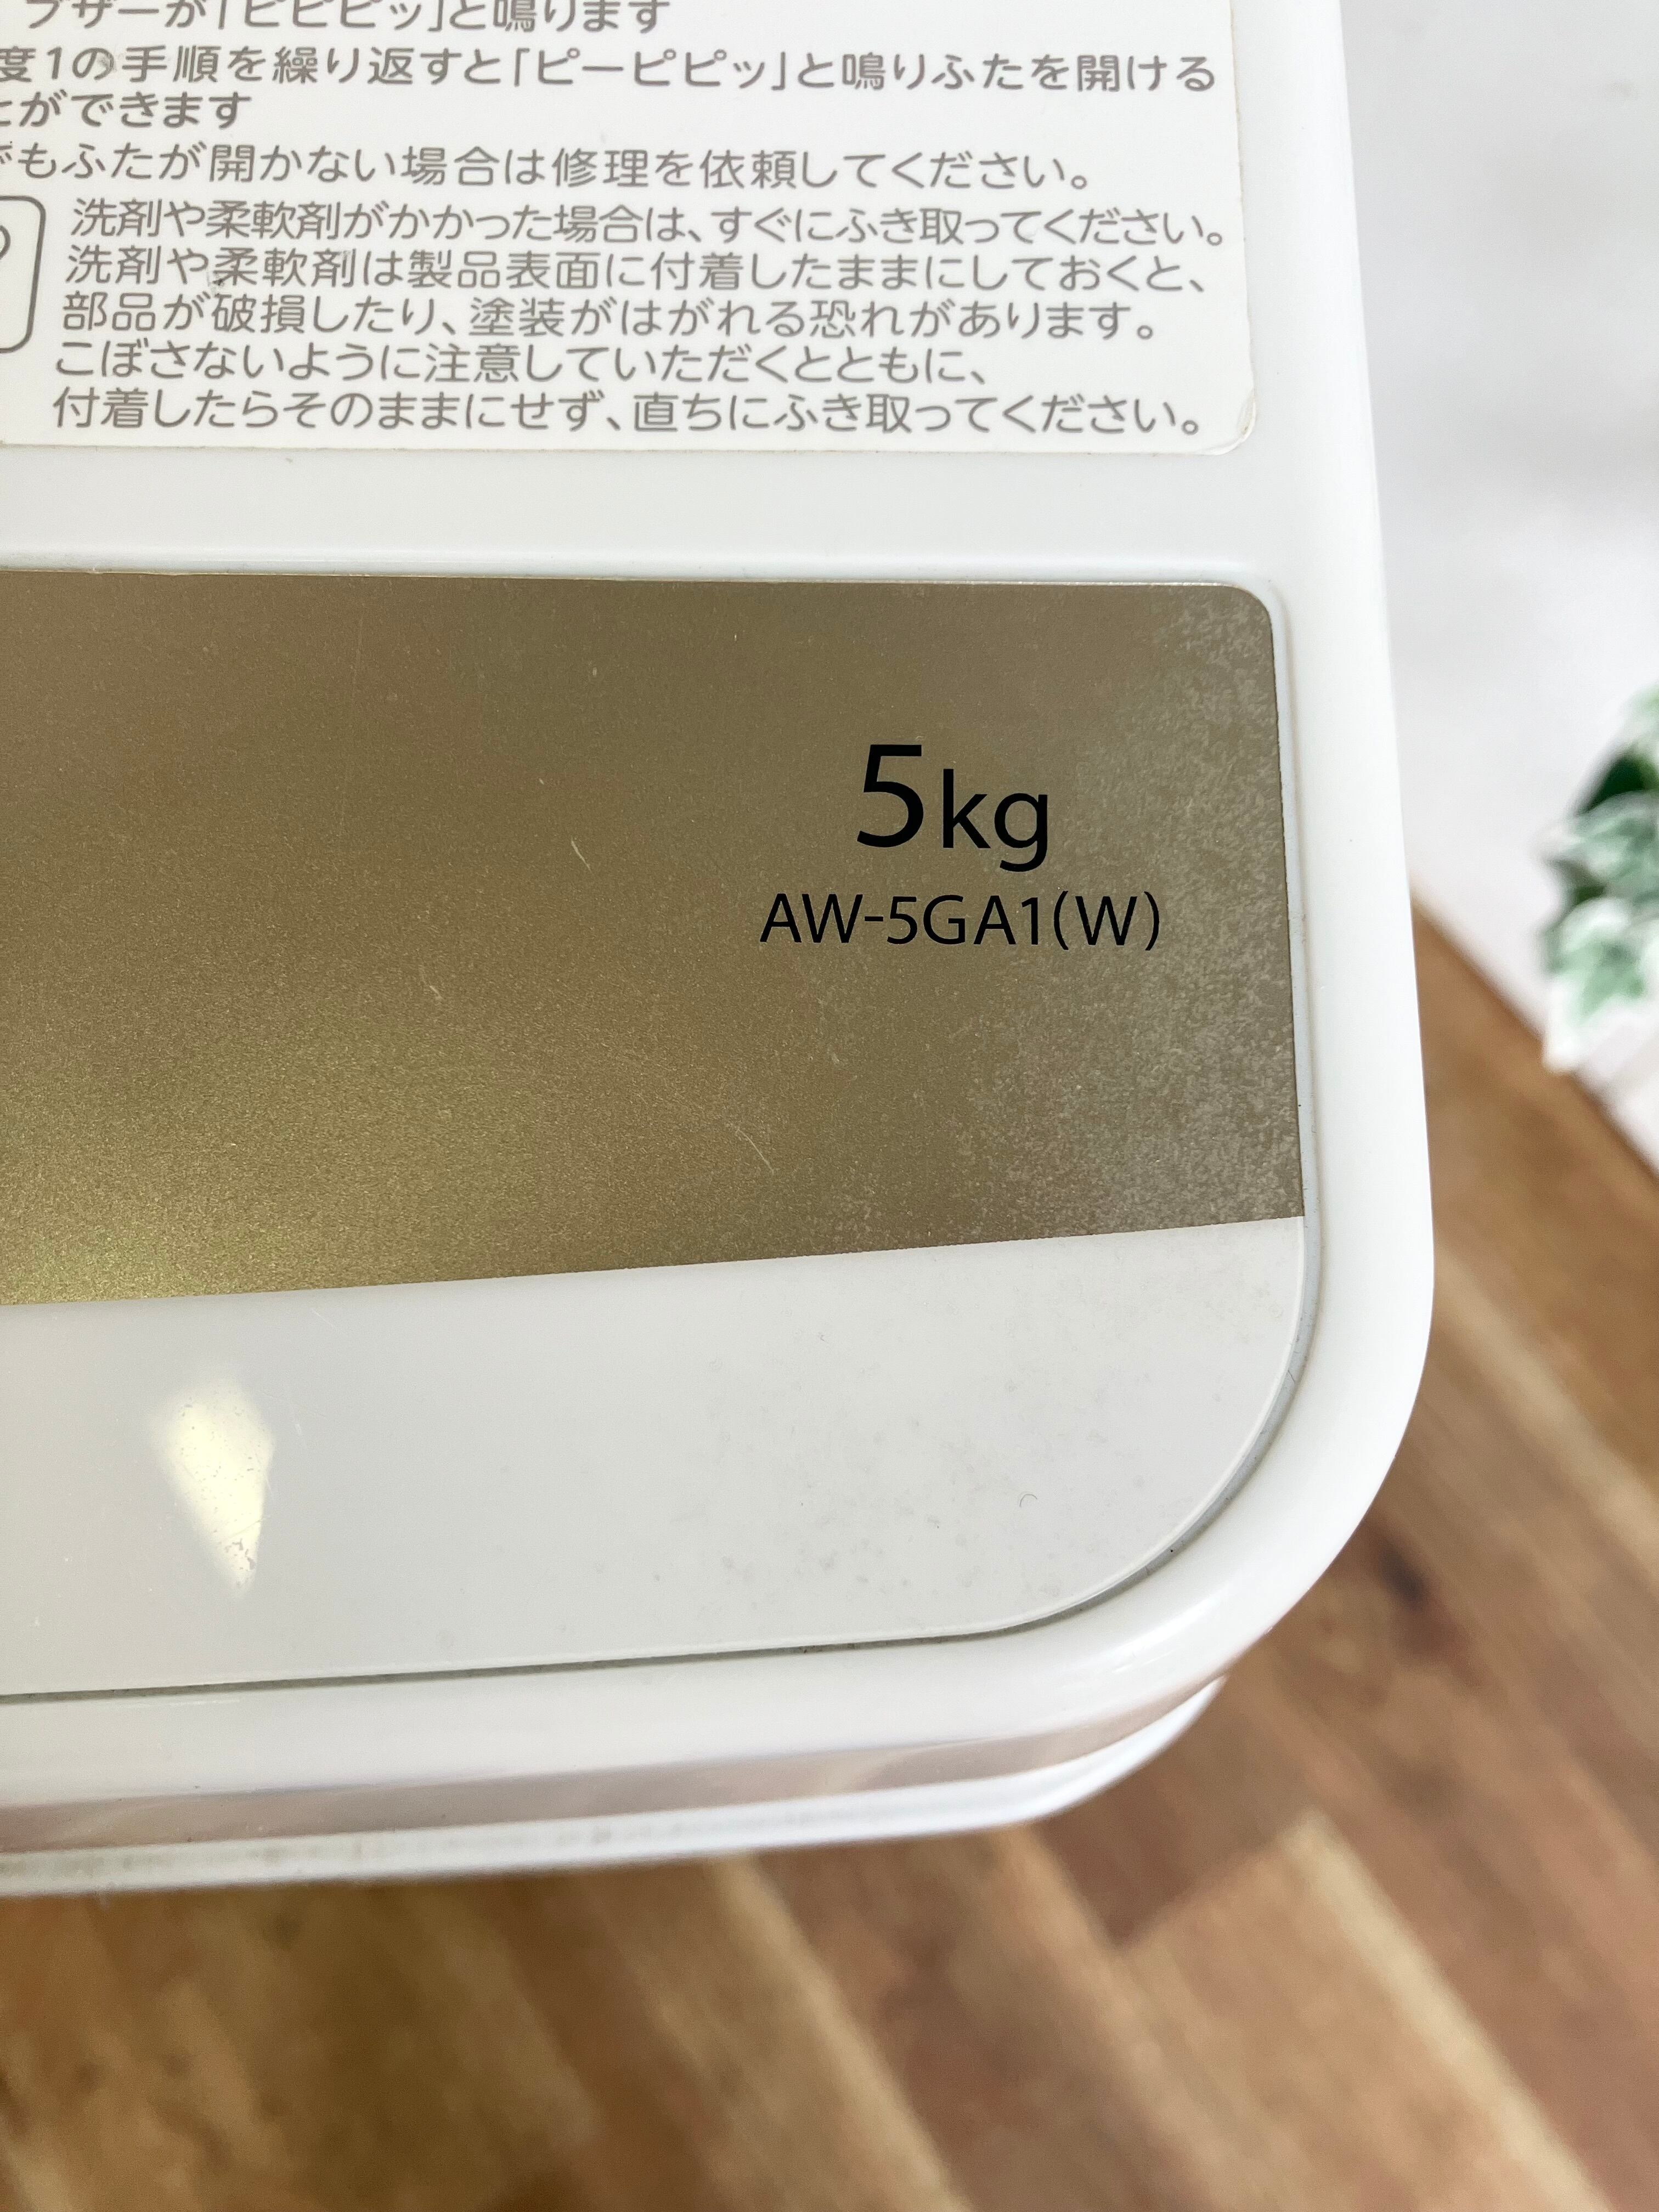 ブザーが「ピピピッ」と鳴ります
度1の手順を繰り返すと「ピーピピッ」と鳴りふたを開ける
とができます
でもふたが開かない場合は修理を依頼してください。
洗剤や柔軟剤がかかった場合は、すぐにふき取ってください。
洗剤や柔軟剤は製品表面に付着したままにしておくと、
部品が破損したり、塗装がはがれる恐れがあります。
こぼさないように注意していただくとともに、
付着したらそのままにせず、直ちにふき取ってください。
5kg
AW-5GA1(W)